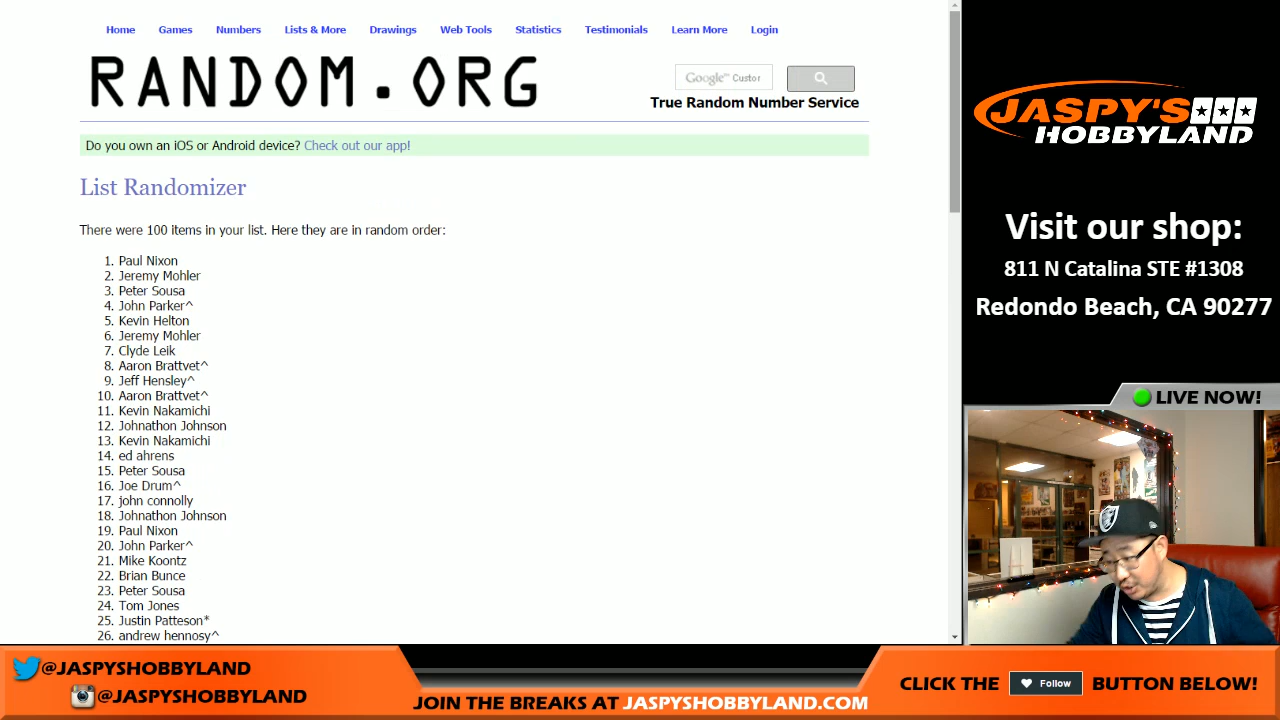 Home Games Numbers Lists & More Drawings Web Tools Statistics Testimonials Learn More Login
RANDOM.ORG
Google™ Custom
True Random Number Service
Do you own an iOS or Android device? Check out our app!
List Randomizer
There were 100 items in your list. Here they are in random order:
1. Paul Nixon
2. Jeremy Mohler
3. Peter Sousa
4. John Parker^
5. Kevin Helton
6. Jeremy Mohler
7. Clyde Leik
8. Aaron Brattvet^
9. Jeff Hensley^
10. Aaron Brattvet^
11. Kevin Nakamichi
12. Johnathon Johnson
13. Kevin Nakamichi
14. ed ahrens
15. Peter Sousa
16. Joe Drum^
17. john connolly
18. Johnathon Johnson
19. Paul Nixon
20. John Parker^
21. Mike Koontz
22. Brian Bunce
23. Peter Sousa
24. Tom Jones
25. Justin Patteson*
26. andrew hennosy^
JASPY'S
HOBBYLAND
Visit our shop:
811 N Catalina STE #1308
Redondo Beach, CA 90277
LIVE NOW!
@JASPYSHOBBYLAND
@JASPYSHOBBYLAND
JOIN THE BREAKS AT JASPYSHOBBYLAND.COM
CLICK THE Follow BUTTON BELOW!